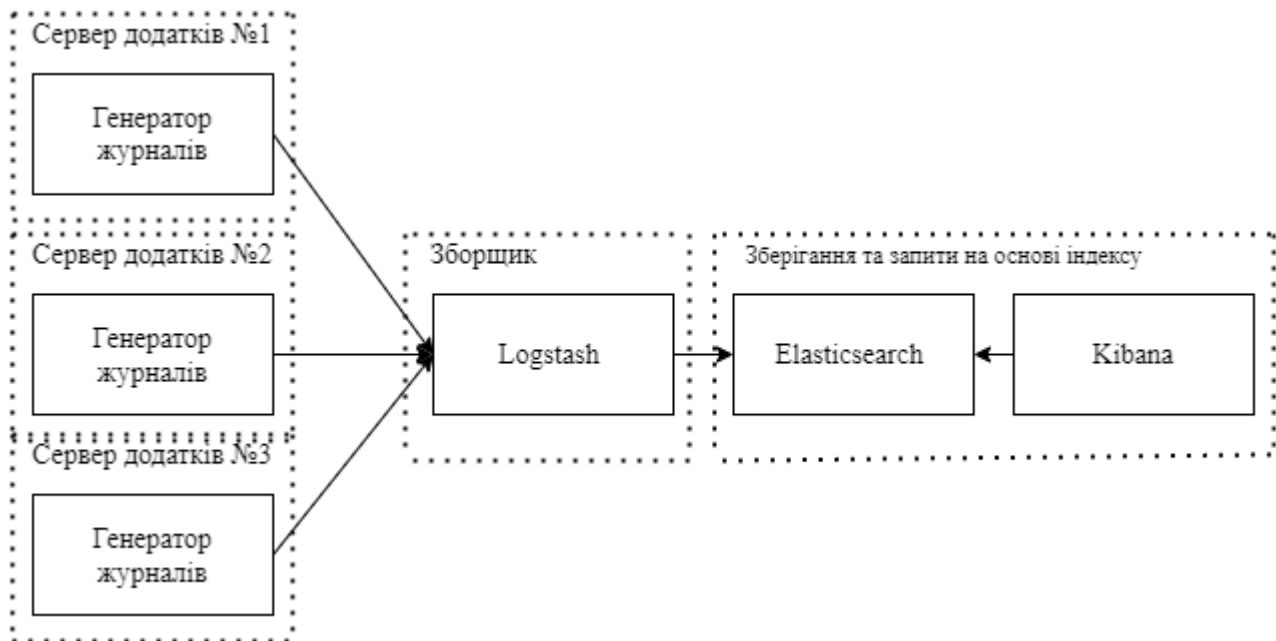 Сервер додатків №1
Генератор
журналів
Сервер додатків №2
Генератор
журналів
Сервер додатків №3
Генератор
журналів
Зборщик
Logstash
Зберігання та запити на основі індексу
Elasticsearch
Kibana